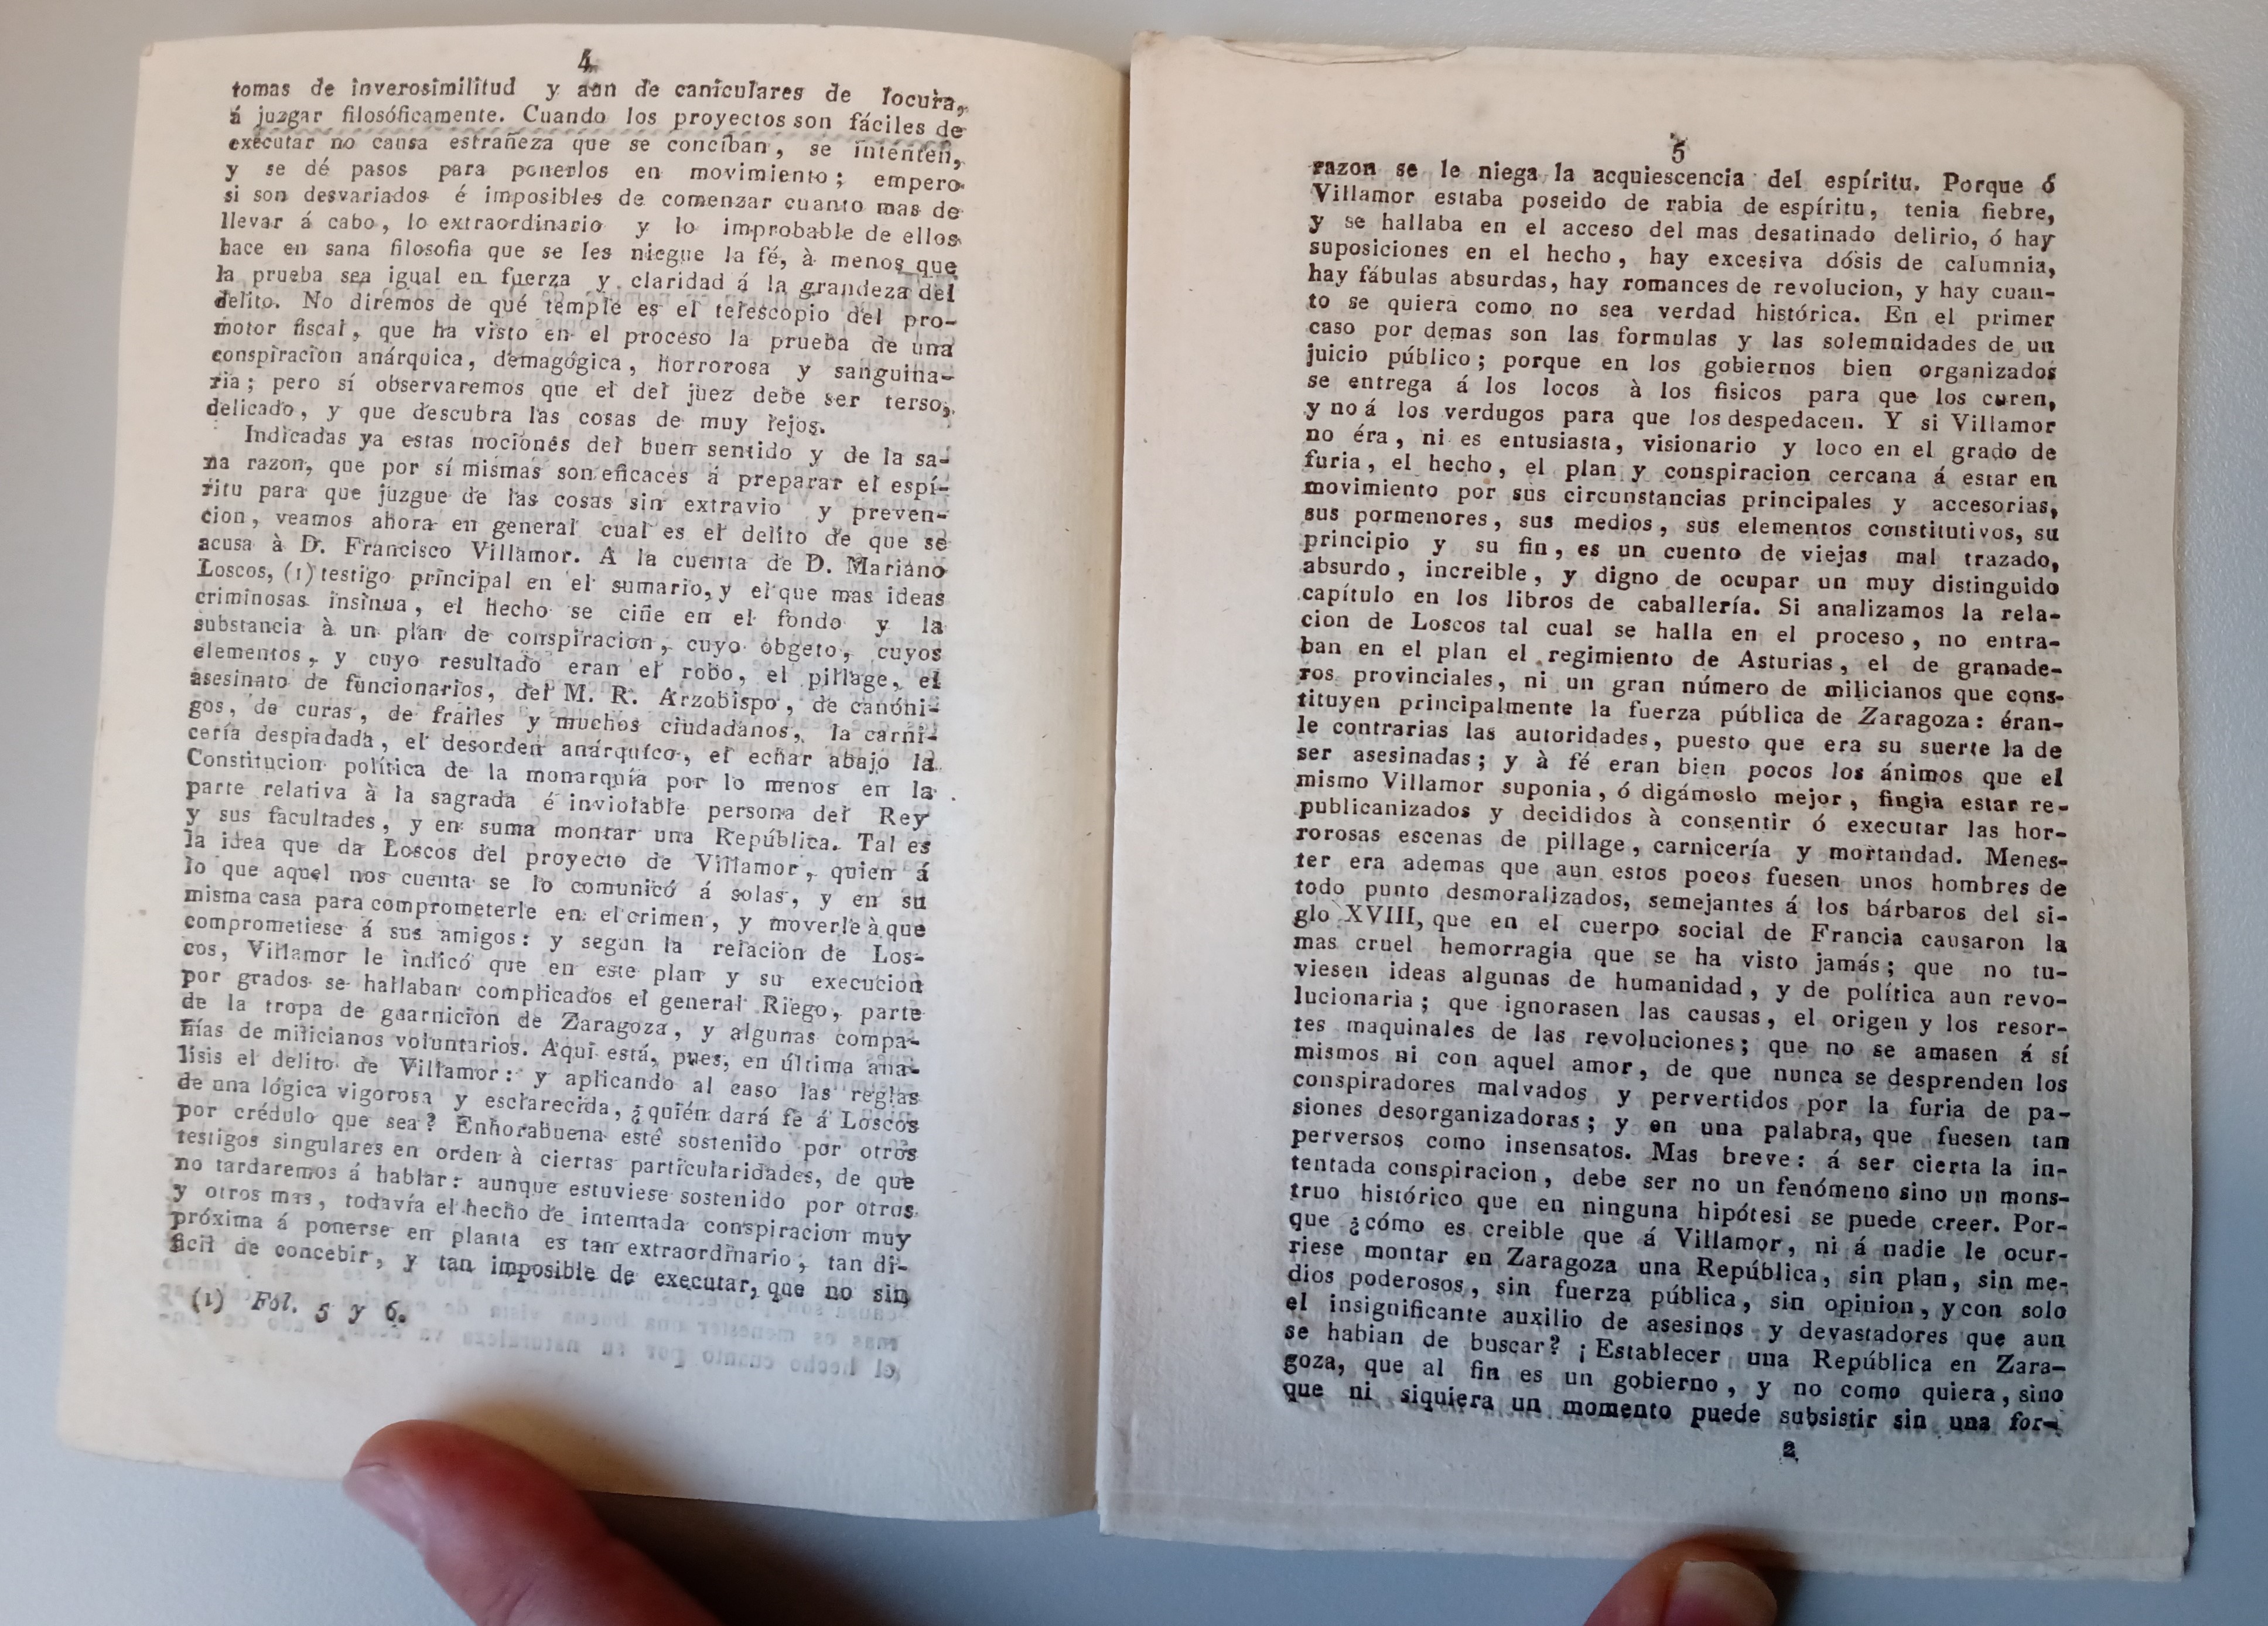 4
tomas de inverosimilitud y aun de caniculares de locura,
á juzgar filosóficamente. Cuando los proyectos son fáciles de
executar no causa estrañeza que se conciban, se intenten,
y se dé pasos para ponerlos en movimiento; empero
si son desvariados é imposibles de comenzar cuanto mas de
llevar á cabo, lo extraordinario y lo improbable de ellos
hace en sana filosofia que se les niegue la fé, à menos que
la prueba sea igual en fuerza y claridad á la grandeza del
delito. No diremos de qué temple es el telescopio del pro-
motor fiscal, que ha visto en el proceso la prueba de una
conspiracion anárquica, demagógica, horrorosa y sanguina-
ria; pero sí observaremos que el del juez debe ser terso,
delicado, y que descubra las cosas de muy lejos.
Indicadas ya estas nociones del buen sentido y de la sa-
na razon, que por sí mismas son eficaces á preparar el espí-
ritu para que juzgue de las cosas sin extravio y preven-
cion, veamos ahora en general cual es el delito de que se
acusa à D. Francisco Villamor. A la cuenta de D. Mariano
Loscos, (1) testigo principal en el sumario, y el que mas ideas
criminosas insinua, el hecho se ciñe en el fondo y la
substancia à un plan de conspiracion, cuyo óbgeto, cuyos
elementos, y cuyo resultado eran el robo, el pillage, el
asesinato de funcionarios, del M. R. Arzobispo, de canóni-
gos, de curas, de frailes y muchos ciudadanos, la carni-
cería despiadada, el desorden anárquico, el echar abajo la
Constitucion política de la monarquía por lo menos en la
parte relativa à la sagrada é inviolable persona del Rey
y sus facultades, y en suma montar una República. Tal es
la idea que da Loscos del proyecto de Villamor, quien á
lo que aquel nos cuenta se lo comunicó á solas, y en su
misma casa para comprometerle en el crimen, y moverle à que
comprometiese á sus amigos: y segun la relacion de Los-
cos, Villamor le indicó que en este plan y su execucion
por grados se hallaban complicados el general Riego, parte
de la tropa de guarnicion de Zaragoza, y algunas compa-
ñías de milicianos voluntarios. Aqui está, pues, en última aná-
lisis el delito de Villamor: y aplicando al caso las reglas
de una lógica vigorosa y esclarecida, ¿quién dará fe á Loscos
por crédulo que sea? Enhorabuena esté sostenido por otros
testigos singulares en orden à ciertas particularidades, de que
no tardaremos á hablar: aunque estuviese sostenido por otros
y otros mas, todavía el hecho de intentada conspiracion muy
próxima á ponerse en planta es tan extraordinario, tan di-
ficil de concebir, y tan imposible de executar, que no sin
(1) Fol. 5 y 6.
5
razon se le niega la acquiescencia del espíritu. Porque ó
Villamor estaba poseido de rabia de espíritu, tenia fiebre,
y se hallaba en el acceso del mas desatinado delirio, ó hay
suposiciones en el hecho, hay excesiva dósis de calumnia,
hay fábulas absurdas, hay romances de revolucion, y hay cuan-
to se quiera como no sea verdad histórica. En el primer
caso por demas son las formulas y las solemnidades de un
juicio público; porque en los gobiernos bien organizados
se entrega á los locos à los fisicos para que los curen,
y no á los verdugos para que los despedacen. Y si Villamor
no éra, ni es entusiasta, visionario y loco en el grado de
furia, el hecho, el plan y conspiracion cercana á estar en
movimiento por sus circunstancias principales y accesorias,
sus pormenores, sus medios, sus elementos constitutivos, su
principio y su fin, es un cuento de viejas mal trazado,
absurdo, increible, y digno de ocupar un muy distinguido
capítulo en los libros de caballería. Si analizamos la rela-
cion de Loscos tal cual se halla en el proceso, no entra-
ban en el plan el regimiento de Asturias, el de granade-
ros provinciales, ni un gran número de milicianos que cons-
tituyen principalmente la fuerza pública de Zaragoza: éran-
le contrarias las autoridades, puesto que era su suerte la de
ser asesinadas; y à fé eran bien pocos los ánimos que el
mismo Villamor suponia, ó digámoslo mejor, fingia estar re-
publicanizados y decididos à consentir ó executar las hor-
rorosas escenas de pillage, carnicería y mortandad. Menes-
ter era ademas que aun estos pocos fuesen unos hombres de
todo punto desmoralizados, semejantes á los bárbaros del si-
glo XVIII, que en el cuerpo social de Francia causaron la
mas cruel hemorragia que se ha visto jamás; que no tu-
viesen ideas algunas de humanidad, y de política aun revo-
lucionaria; que ignorasen las causas, el origen y los resor-
tes maquinales de las revoluciones; que no se amasen á sí
mismos ni con aquel amor, de que nunca se desprenden los
conspiradores malvados y pervertidos por la furia de pa-
siones desorganizadoras; y en una palabra, que fuesen tan
perversos como insensatos. Mas breve: á ser cierta la in-
tentada conspiracion, debe ser no un fenómeno sino un mons-
truo histórico que en ninguna hipótesi se puede creer. Por-
que ¿cómo es creible que á Villamor, ni á nadie le ocur-
riese montar en Zaragoza una República, sin plan, sin me-
dios poderosos, sin fuerza pública, sin opinion, y con solo
el insignificante auxilio de asesinos y devastadores que aun
se habian de buscar? ¡Establecer una República en Zara-
goza, que al fin es un gobierno, y no como quiera, sino
que ni siquiera un momento puede subsistir sin una for-
2